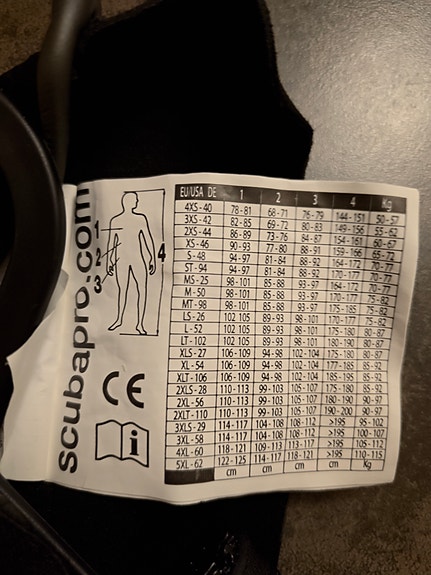 scubapro.com
1
2
3
4
CE
i
EU/USA DE 1 2 3 4 Kg
4XS - 40 78-81 68-71 76-79 144-151 50-57
3XS - 42 82-85 69-72 80-83 149-156 55-62
2XS - 44 86-89 73-76 84-87 154-161 60-67
XS - 46 90-93 77-80 88-91 159-166 65-72
S - 48 94-97 81-84 88-92 70-77
ST - 94 94-97 81-84 88-92 170-177
MS - 25 98-101 85-88 93-97 164-172 70-77
M - 50 98-101 85-88 93-97 170-177 75-82
MT - 98 98-101 85-88 93-97 175-185 75-82
LS - 26 102 105 89-93 98-101 170-177 75-82
L - 52 102 105 89-93 98-101 175-180 80-87
LT - 102 102 105 89-93 98-101 180-190 80-87
XLS - 27 106-109 94-98 102-104 175-180 80-87
XL - 54 106-109 94-98 102-104 177-185 85-92
XLT - 106 106-109 94-98 102-104 185-195 85-92
2XLS - 28 110-113 99-103 105-107 175-180 85-92
2XL - 56 110-113 99-103 105-107 180-190 90-97
2XLT - 110 110-113 99-103 105-107 190-200 90-97
3XLS - 29 114-117 104-108 108-112 >195 95-102
3XL - 58 114-117 104-108 108-112 >195 100-107
4XL - 60 118-121 109-113 113-117 >195 105-112
5XL - 62 122-125 114-117 118-121 >195 110-115
cm cm cm cm Kg